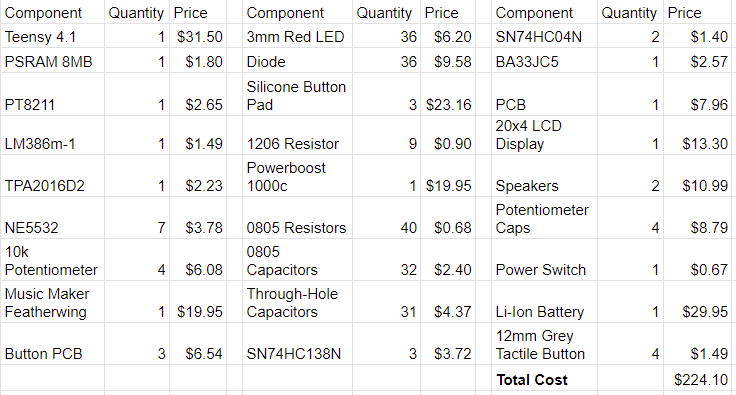 Component Quantity Price Component Quantity Price Component Quantity Price
Teensy 4.1 1 $31.50 3mm Red LED 36 $6.20 SN74HC04N 2 $1.40
PSRAM 8MB 1 $1.80 Diode 36 $9.58 BA33JC5 1 $2.57
Silicone Button
PT8211 1 $2.65 Pad 3 $23.16 PCB 1 $7.96
20x4 LCD
LM386m-1 1 $1.49 1206 Resistor 9 $0.90 Display 1 $13.30
Powerboost
TPA2016D2 1 $2.23 1000c 1 $19.95 Speakers 2 $10.99
Potentiometer
NE5532 7 $3.78 0805 Resistors 40 $0.68 Caps 4 $8.79
10k 0805
Potentiometer 4 $6.08 Capacitors 32 $2.40 Power Switch 1 $0.67
Music Maker Through-Hole
Featherwing 1 $19.95 Capacitors 31 $4.37 Li-Ion Battery 1 $29.95
12mm Grey
Button PCB 3 $6.54 SN74HC138N 3 $3.72 Tactile Button 4 $1.49
Total Cost $224.10